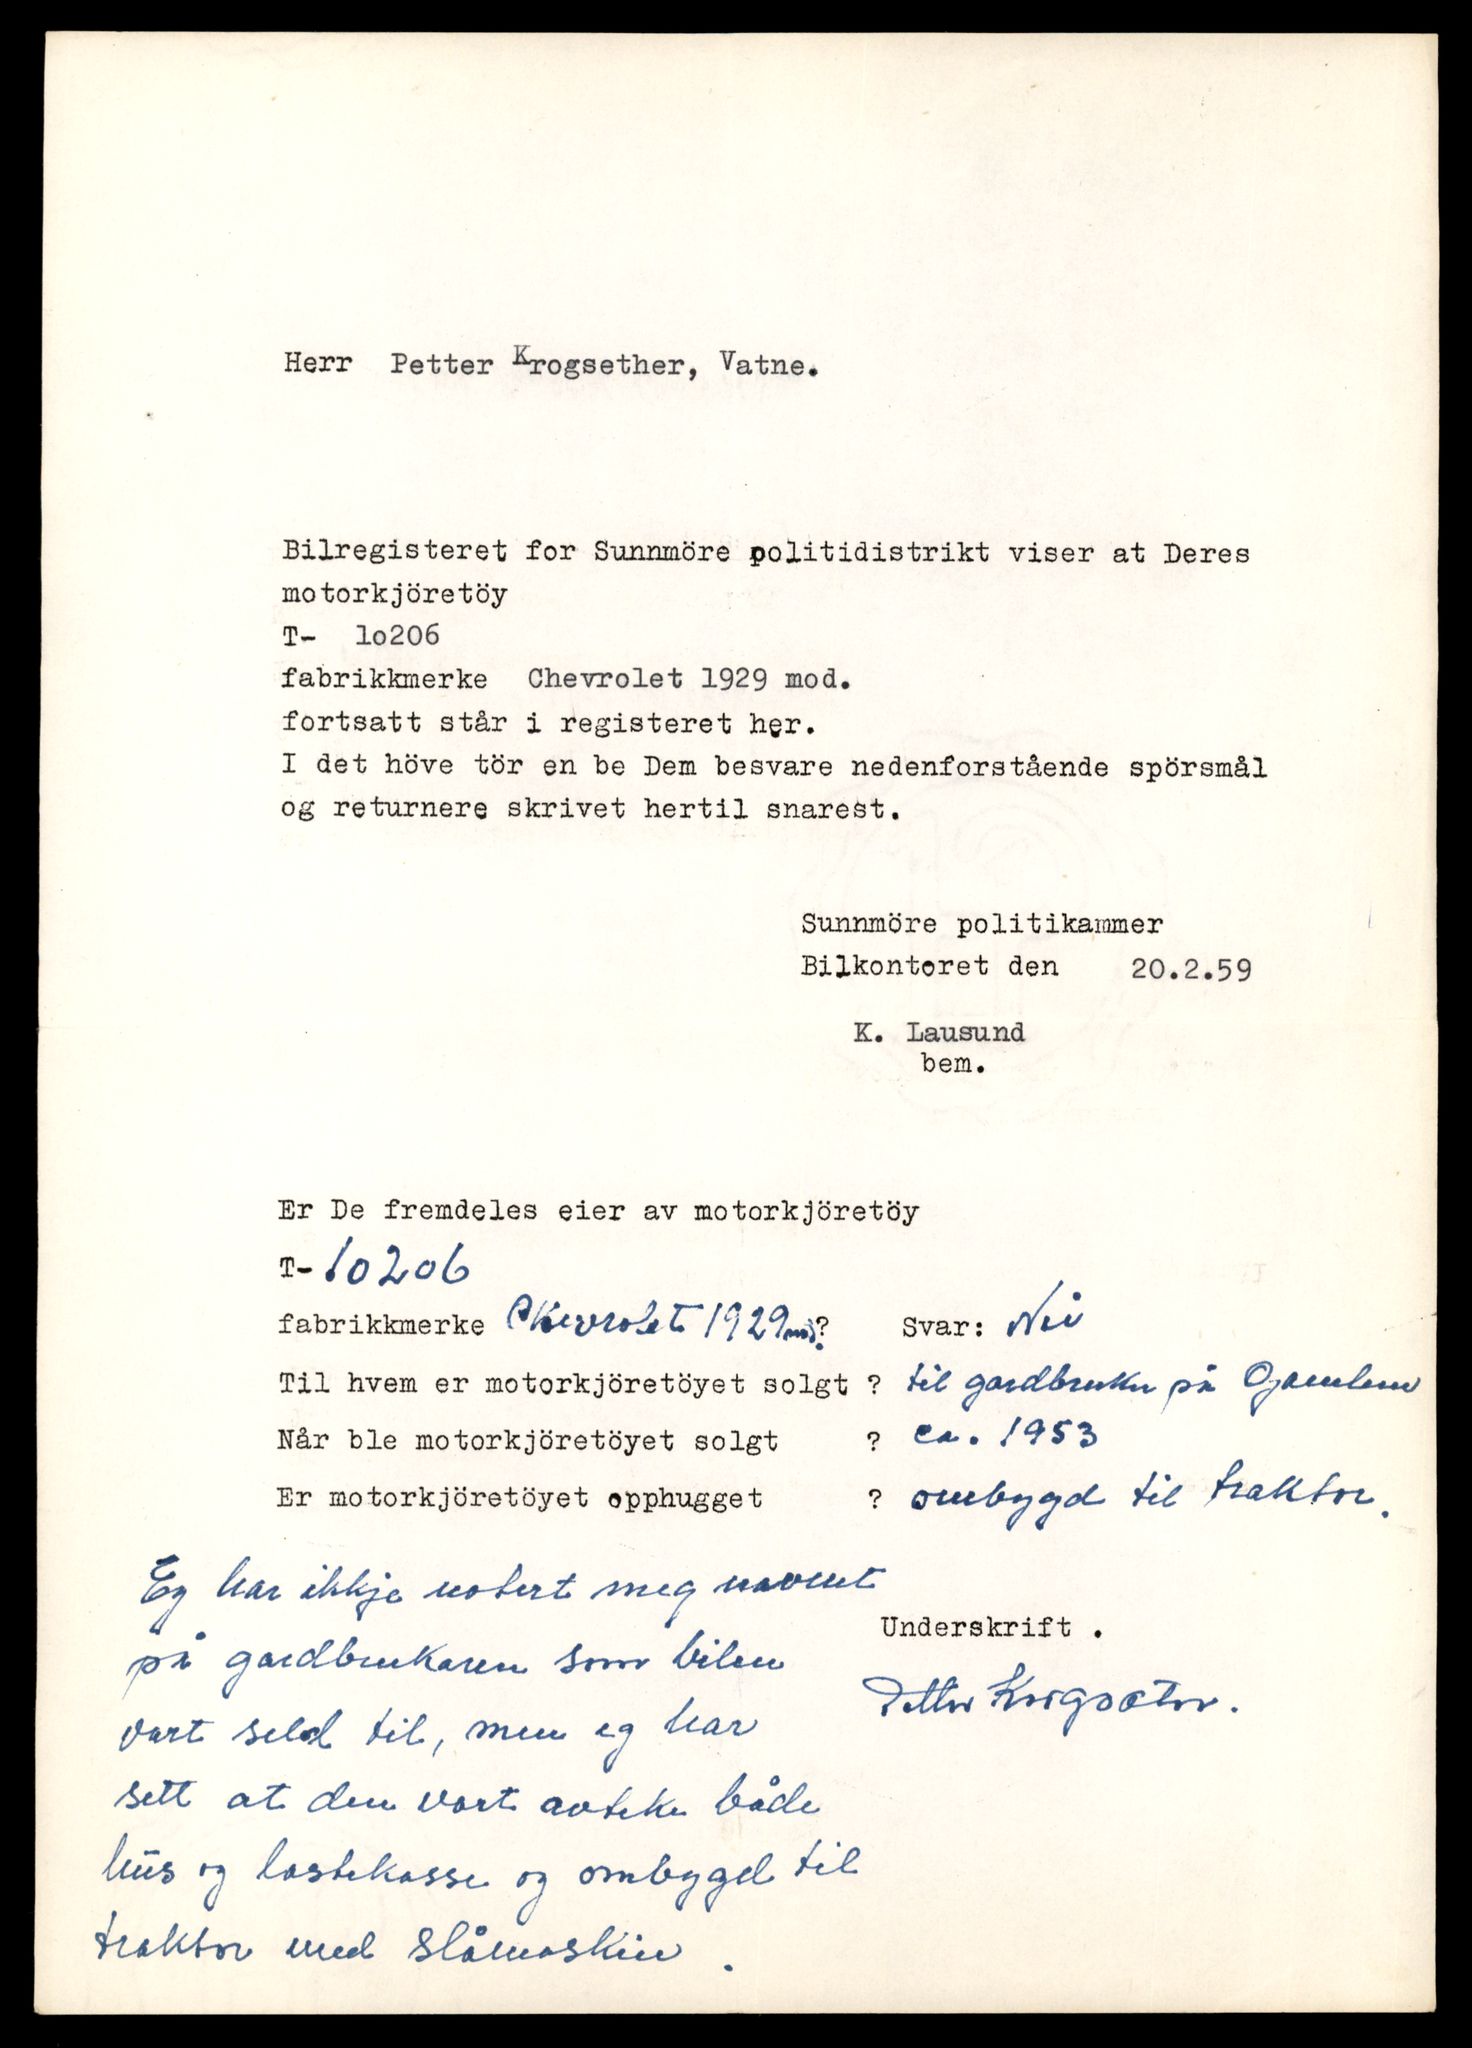 Herr Petter Krogsether, Vatne.
Bilregisteret for Sunnmöre politidistrikt viser at Deres
motorkjöretöy
T- lo206
fabrikkmerke Chevrolet 1929 mod.
fortsatt står i registeret her.
I det höve tör en be Dem besvare nedenforstående spörsmål
og returnere skrivet hertil snarest.
Sunnmöre politikammer
Bilkontoret den 20.2.59
K. Lausund
bem.
Er De fremdeles eier av motorkjöretöy
T- 10206
fabrikkmerke Chevrolet 1929 mod. ? Svar: Nei
Til hvem er motorkjöretöyet solgt ? til gardbruker på Gjamlem
Når ble motorkjöretöyet solgt ? ca. 1953
Er motorkjöretöyet opphugget ? ombygd til traktor.
Eg har ikkje notert meg navnet
på gardbrukaren som bilen
vart seld til, men eg har
sett at den vart avteke både
hus og lastekasse og ombygd til
traktor med slåmaskin.
Underskrift .
Petter Krogsæter.